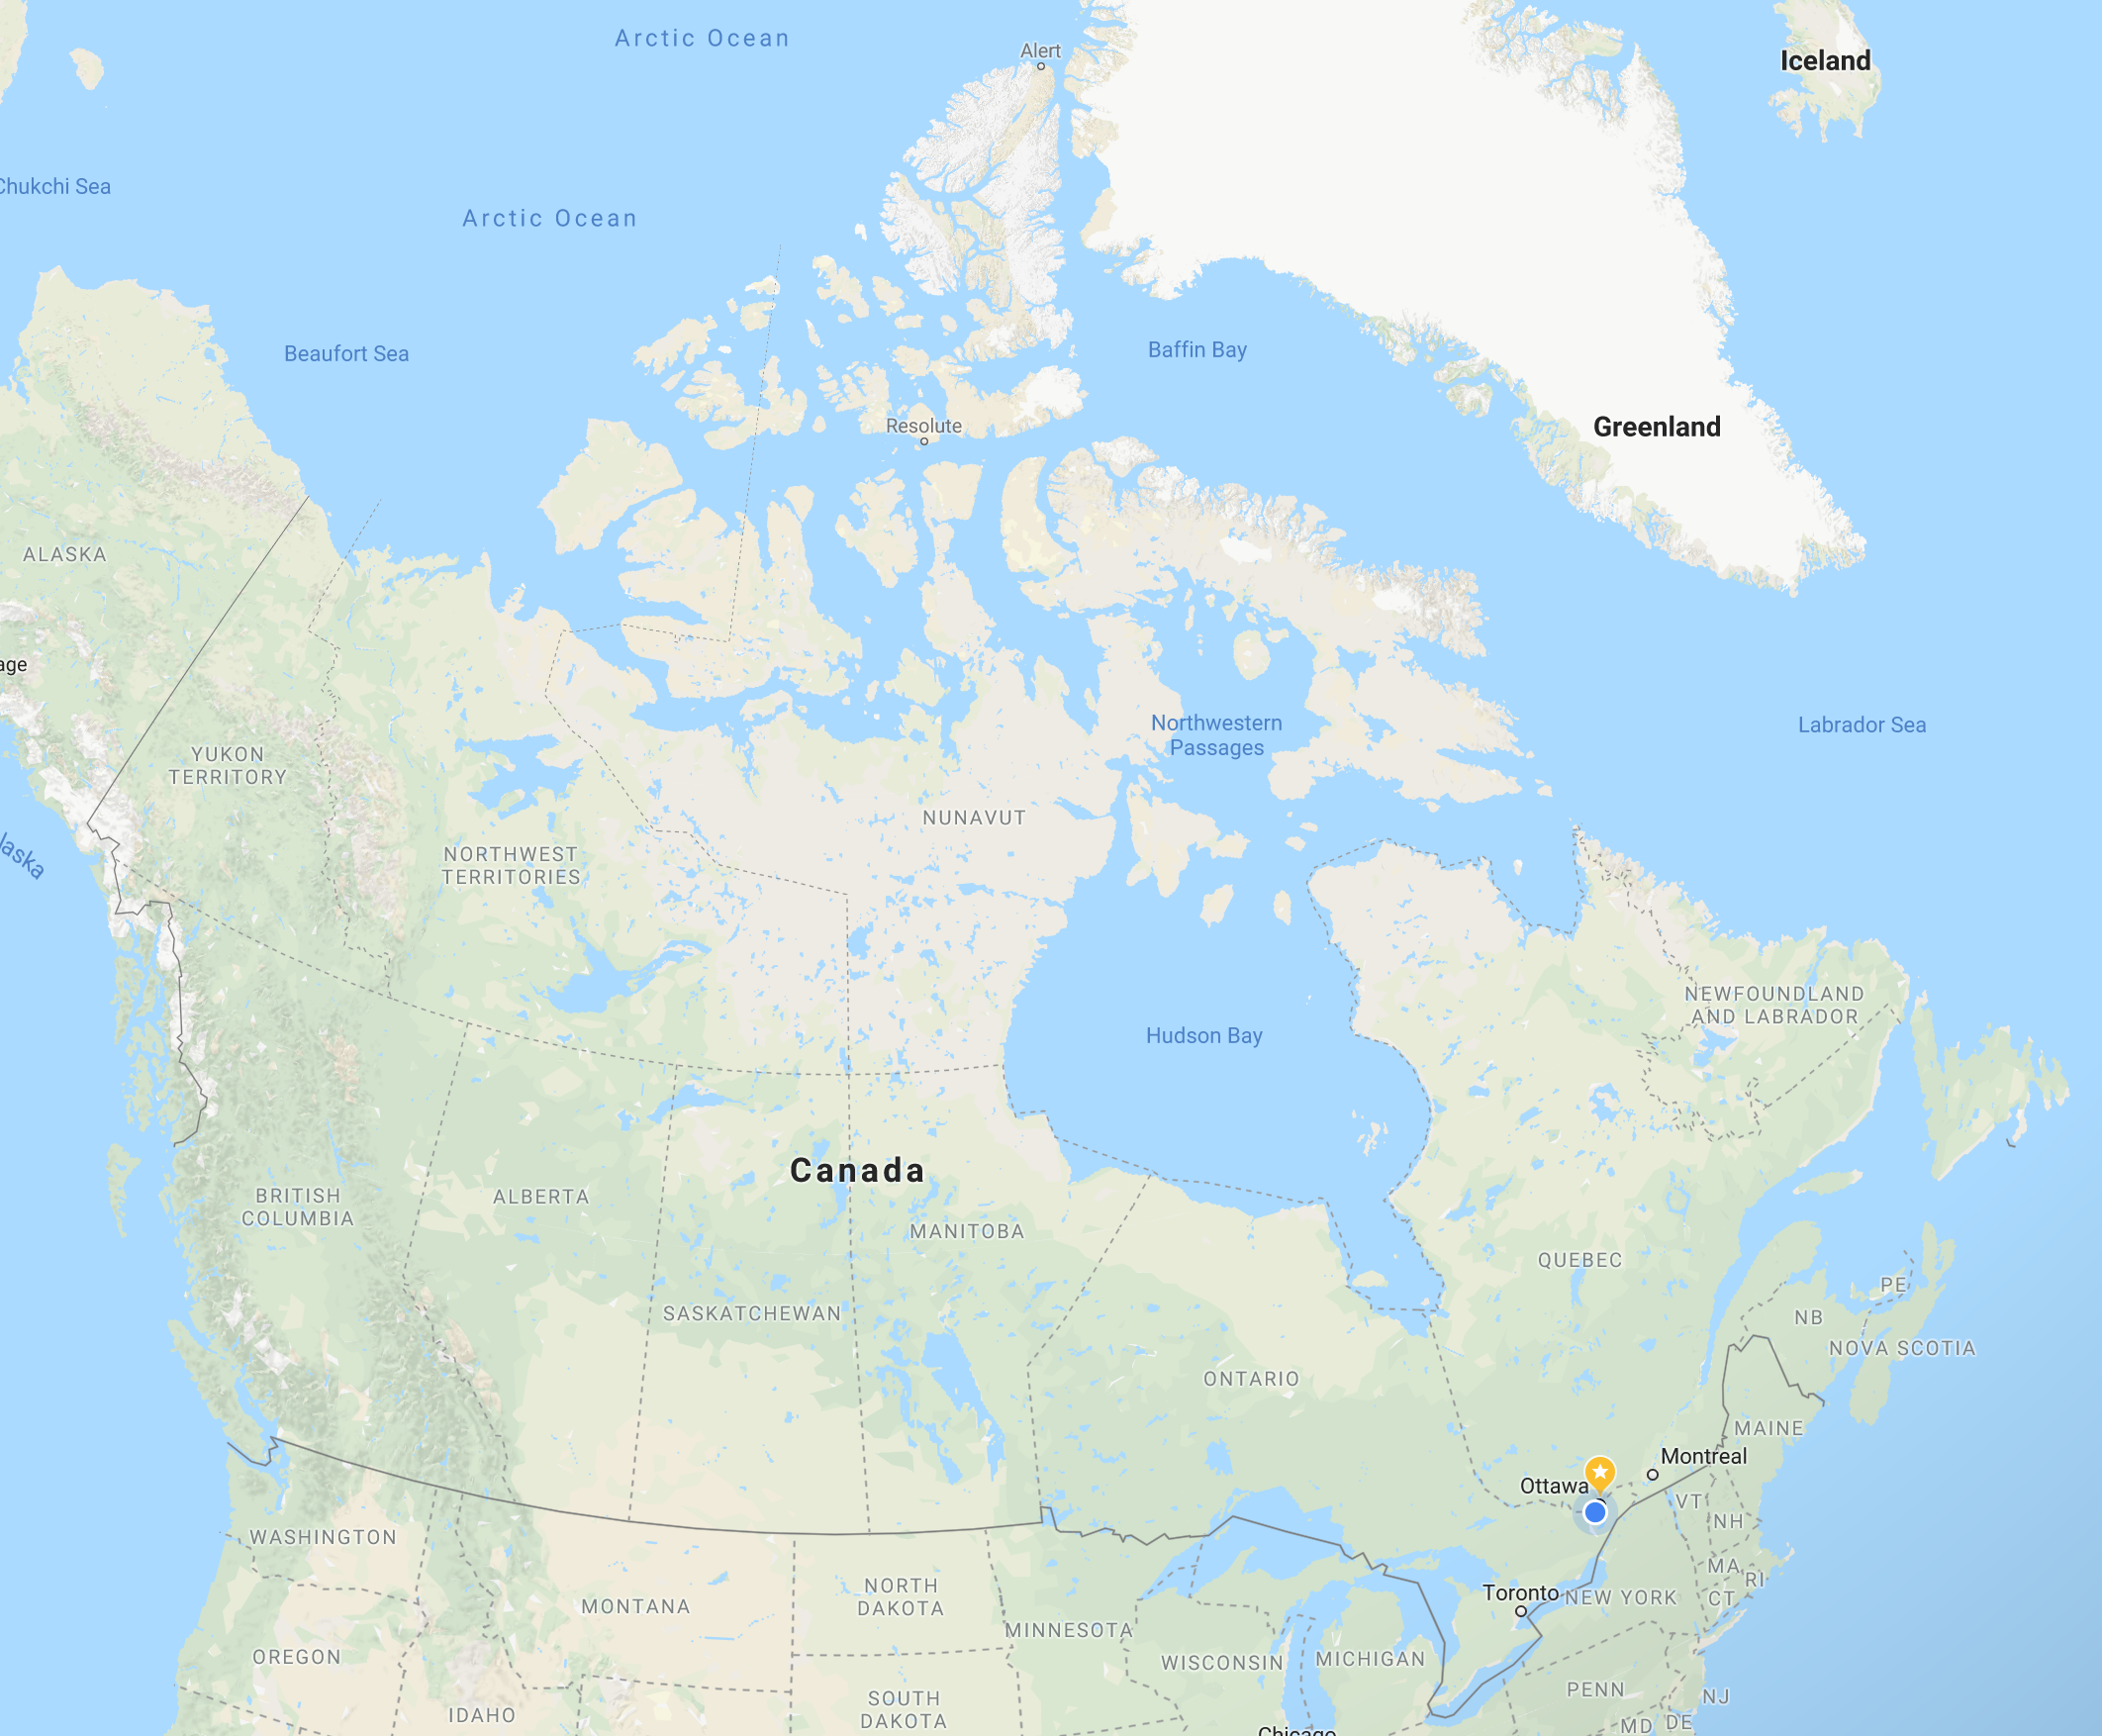 Arctic Ocean
Alert
Iceland
Chukchi Sea
Arctic Ocean
Beaufort Sea
Baffin Bay
Resolute
Greenland
ALASKA
age
Northwestern
Passages
Labrador Sea
YUKON
TERRITORY
NUNAVUT
laska
NORTHWEST
TERRITORIES
NEWFOUNDLAND
AND LABRADOR
Hudson Bay
Canada
BRITISH
COLUMBIA
ALBERTA
MANITOBA
QUEBEC
PE
SASKATCHEWAN
NB
NOVA SCOTIA
ONTARIO
MAINE
Montreal
Ottawa
VT
NH
WASHINGTON
MA
RI
CT
NORTH
DAKOTA
Toronto
NEW YORK
MONTANA
MINNESOTA
OREGON
WISCONSIN
MICHIGAN
PENN
NJ
IDAHO
SOUTH
DAKOTA
MD
DE
Chicago